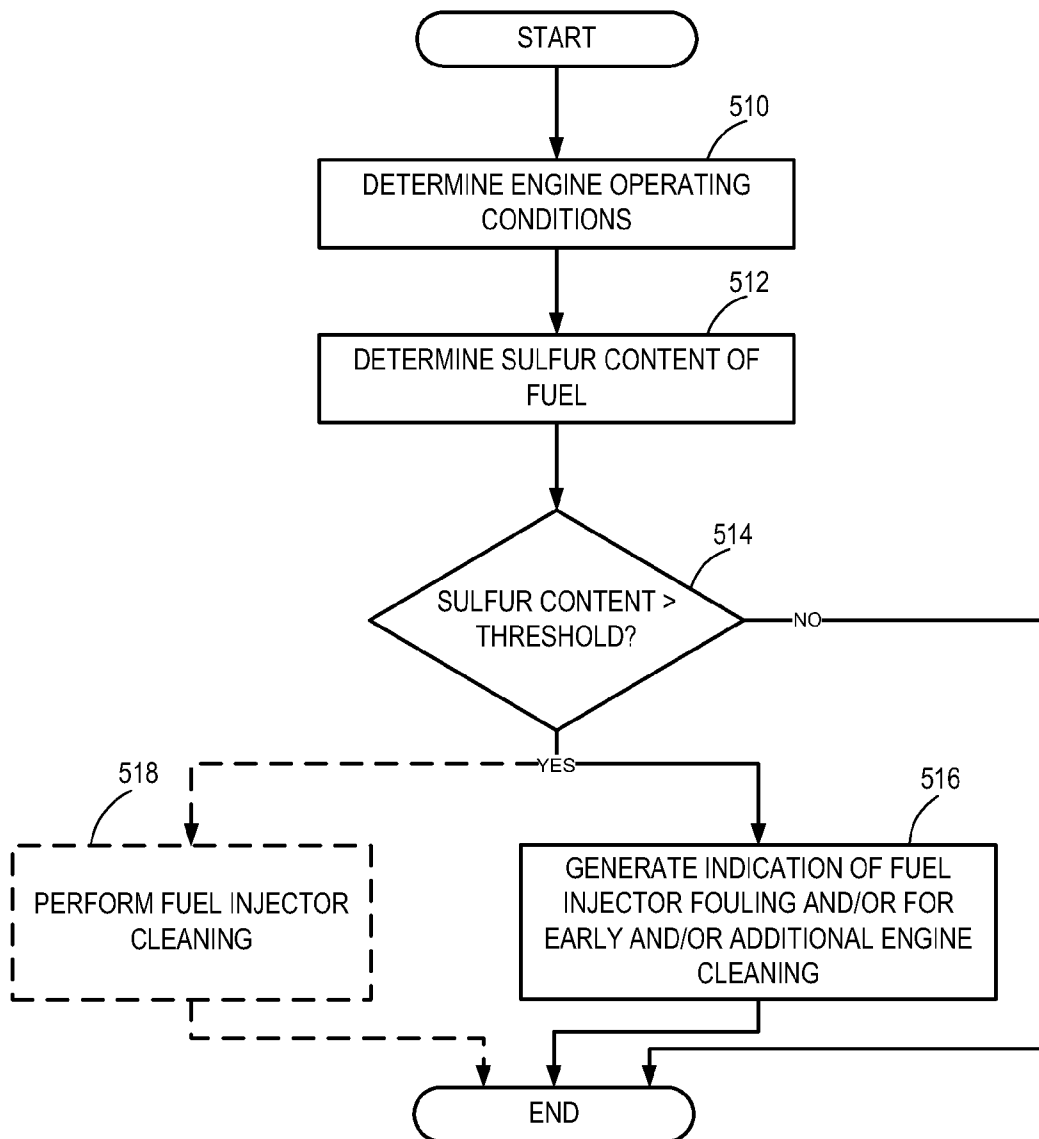 START
510
DETERMINE ENGINE OPERATING
CONDITIONS
512
DETERMINE SULFUR CONTENT OF
FUEL
514
SULFUR CONTENT >
THRESHOLD?
NO
YES
518
PERFORM FUEL INJECTOR
CLEANING
516
GENERATE INDICATION OF FUEL
INJECTOR FOULING AND/OR FOR
EARLY AND/OR ADDITIONAL ENGINE
CLEANING
END